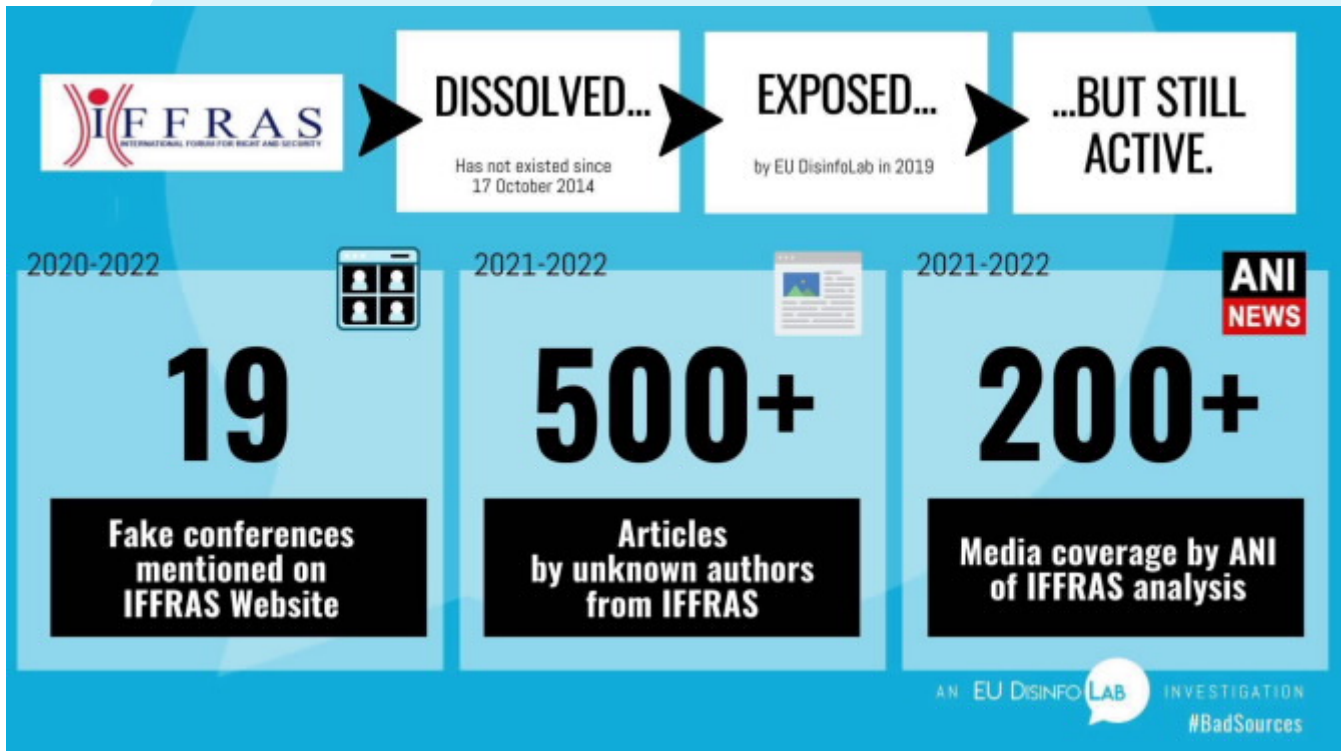 iFFRAS
INTERNATIONAL FORUM FOR RIGHT AND SECURITY
DISSOLVED...
Has not existed since
17 October 2014
EXPOSED...
by EU DisinfoLab in 2019
...BUT STILL
ACTIVE.
2020-2022
19
Fake conferences
mentioned on
IFFRAS Website
2021-2022
500+
Articles
by unknown authors
from IFFRAS
2021-2022
ANI
NEWS
200+
Media coverage by ANI
of IFFRAS analysis
AN EU DISINFO LAB INVESTIGATION
#BadSources